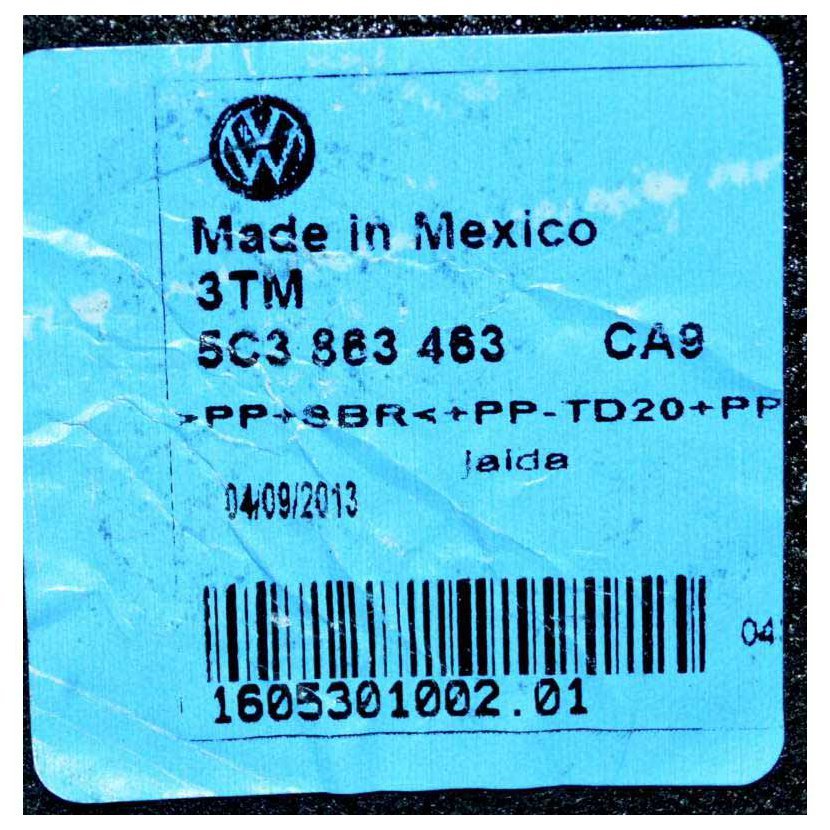 Made in Mexico
3TM
5C3 863 463 CA9
>PP+SBR<+PP-TD20+PP
jalda
04/09/2013
04
1605301002.01